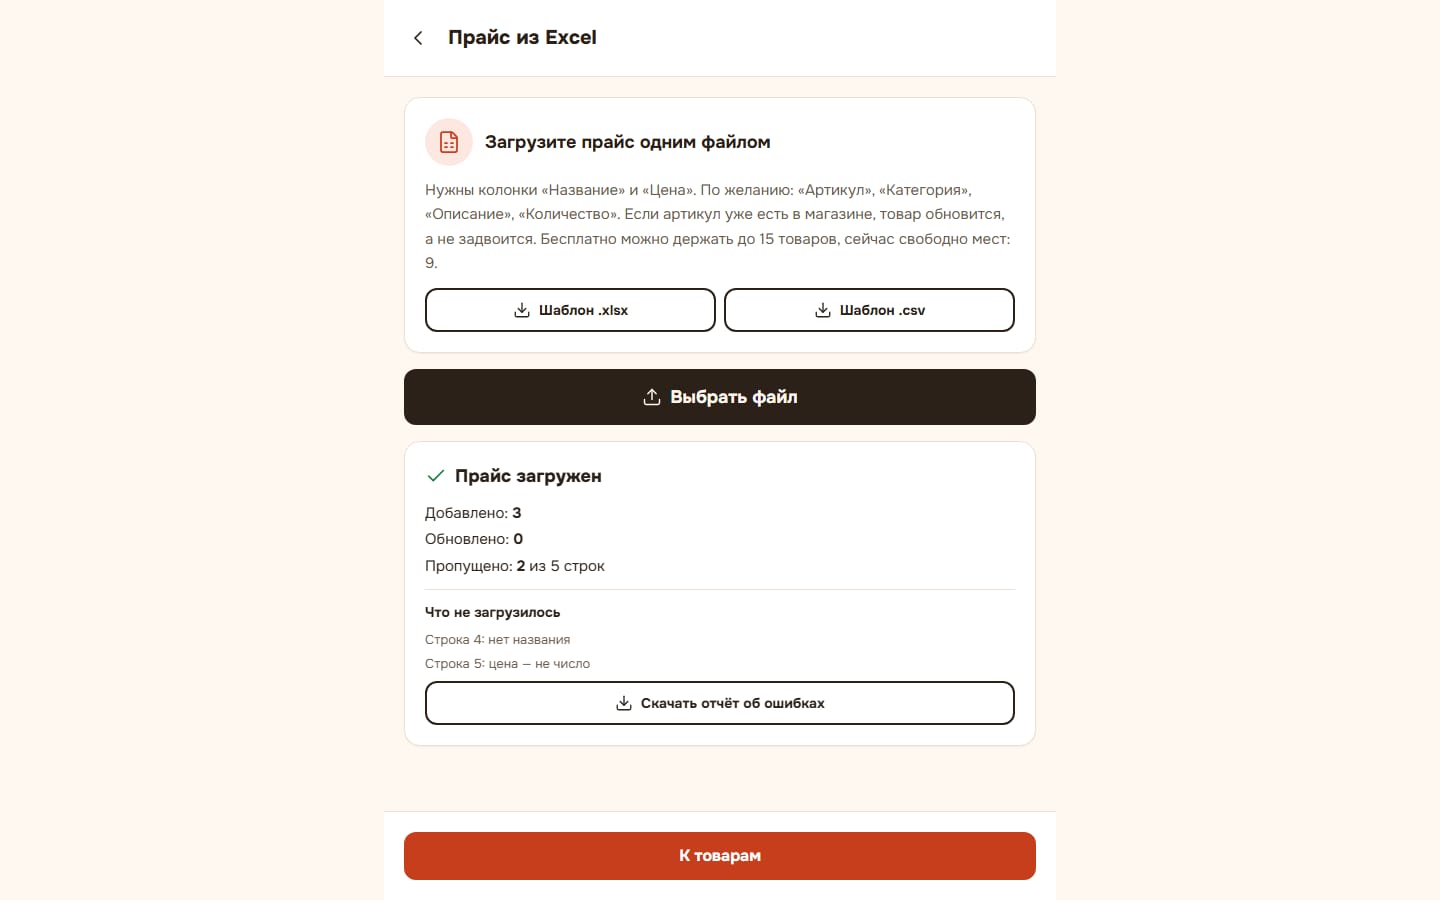 Прайс из Excel
Загрузите прайс одним файлом
Нужны колонки «Название» и «Цена». По желанию: «Артикул», «Категория»,
«Описание», «Количество». Если артикул уже есть в магазине, товар обновится,
а не задвоится. Бесплатно можно держать до 15 товаров, сейчас свободно мест:
9.
Шаблон .xlsx
Шаблон .csv
Выбрать файл
Прайс загружен
Добавлено: 3
Обновлено: 0
Пропущено: 2 из 5 строк
Что не загрузилось
Строка 4: нет названия
Строка 5: цена — не число
Скачать отчёт об ошибках
К товарам